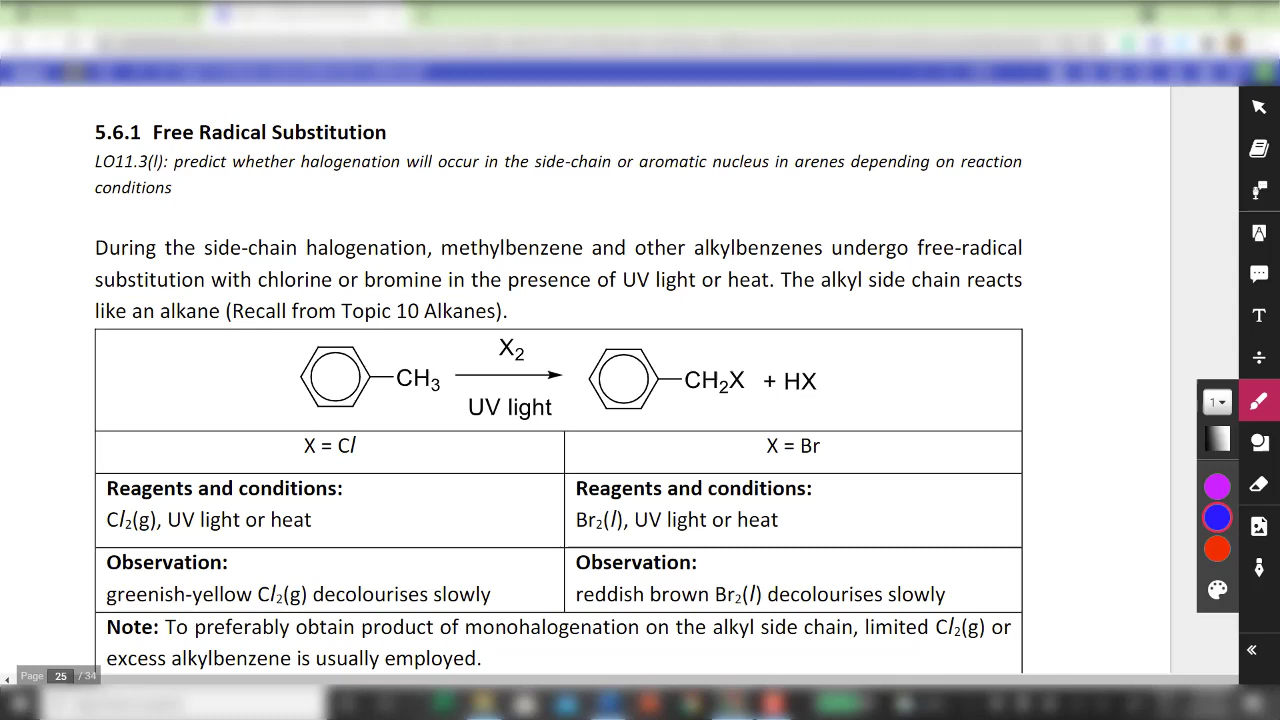 5.6.1 Free Radical Substitution
LO11.3(l): predict whether halogenation will occur in the side-chain or aromatic nucleus in arenes depending on reaction
conditions
During the side-chain halogenation, methylbenzene and other alkylbenzenes undergo free-radical
substitution with chlorine or bromine in the presence of UV light or heat. The alkyl side chain reacts
like an alkane (Recall from Topic 10 Alkanes).
X2
CH3 CH2X + HX
UV light
X = Cl X = Br
Reagents and conditions: Reagents and conditions:
Cl2(g), UV light or heat Br2(l), UV light or heat
Observation: Observation:
greenish-yellow Cl2(g) decolourises slowly reddish brown Br2(l) decolourises slowly
Note: To preferably obtain product of monohalogenation on the alkyl side chain, limited Cl2(g) or
excess alkylbenzene is usually employed.
Page 25 / 34
1
T